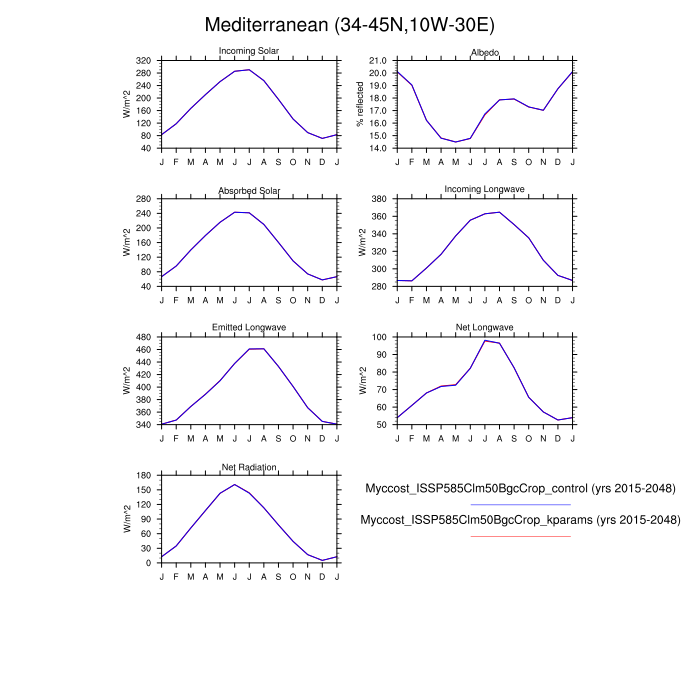 Mediterranean (34-45N,10W-30E)
Incoming Solar
W/m^2
320
280
240
200
160
120
80
40
J F M A M J J A S O N D J
Albedo
% reflected
21.0
20.0
19.0
18.0
17.0
16.0
15.0
14.0
J F M A M J J A S O N D J
Absorbed Solar
W/m^2
280
240
200
160
120
80
40
J F M A M J J A S O N D J
Incoming Longwave
W/m^2
380
360
340
320
300
280
J F M A M J J A S O N D J
Emitted Longwave
W/m^2
480
460
440
420
400
380
360
340
J F M A M J J A S O N D J
Net Longwave
W/m^2
100
90
80
70
60
50
J F M A M J J A S O N D J
Net Radiation
W/m^2
180
150
120
90
60
30
0
J F M A M J J A S O N D J
Myccost_ISSP585Clm50BgcCrop_control (yrs 2015-2048)
Myccost_ISSP585Clm50BgcCrop_kparams (yrs 2015-2048)